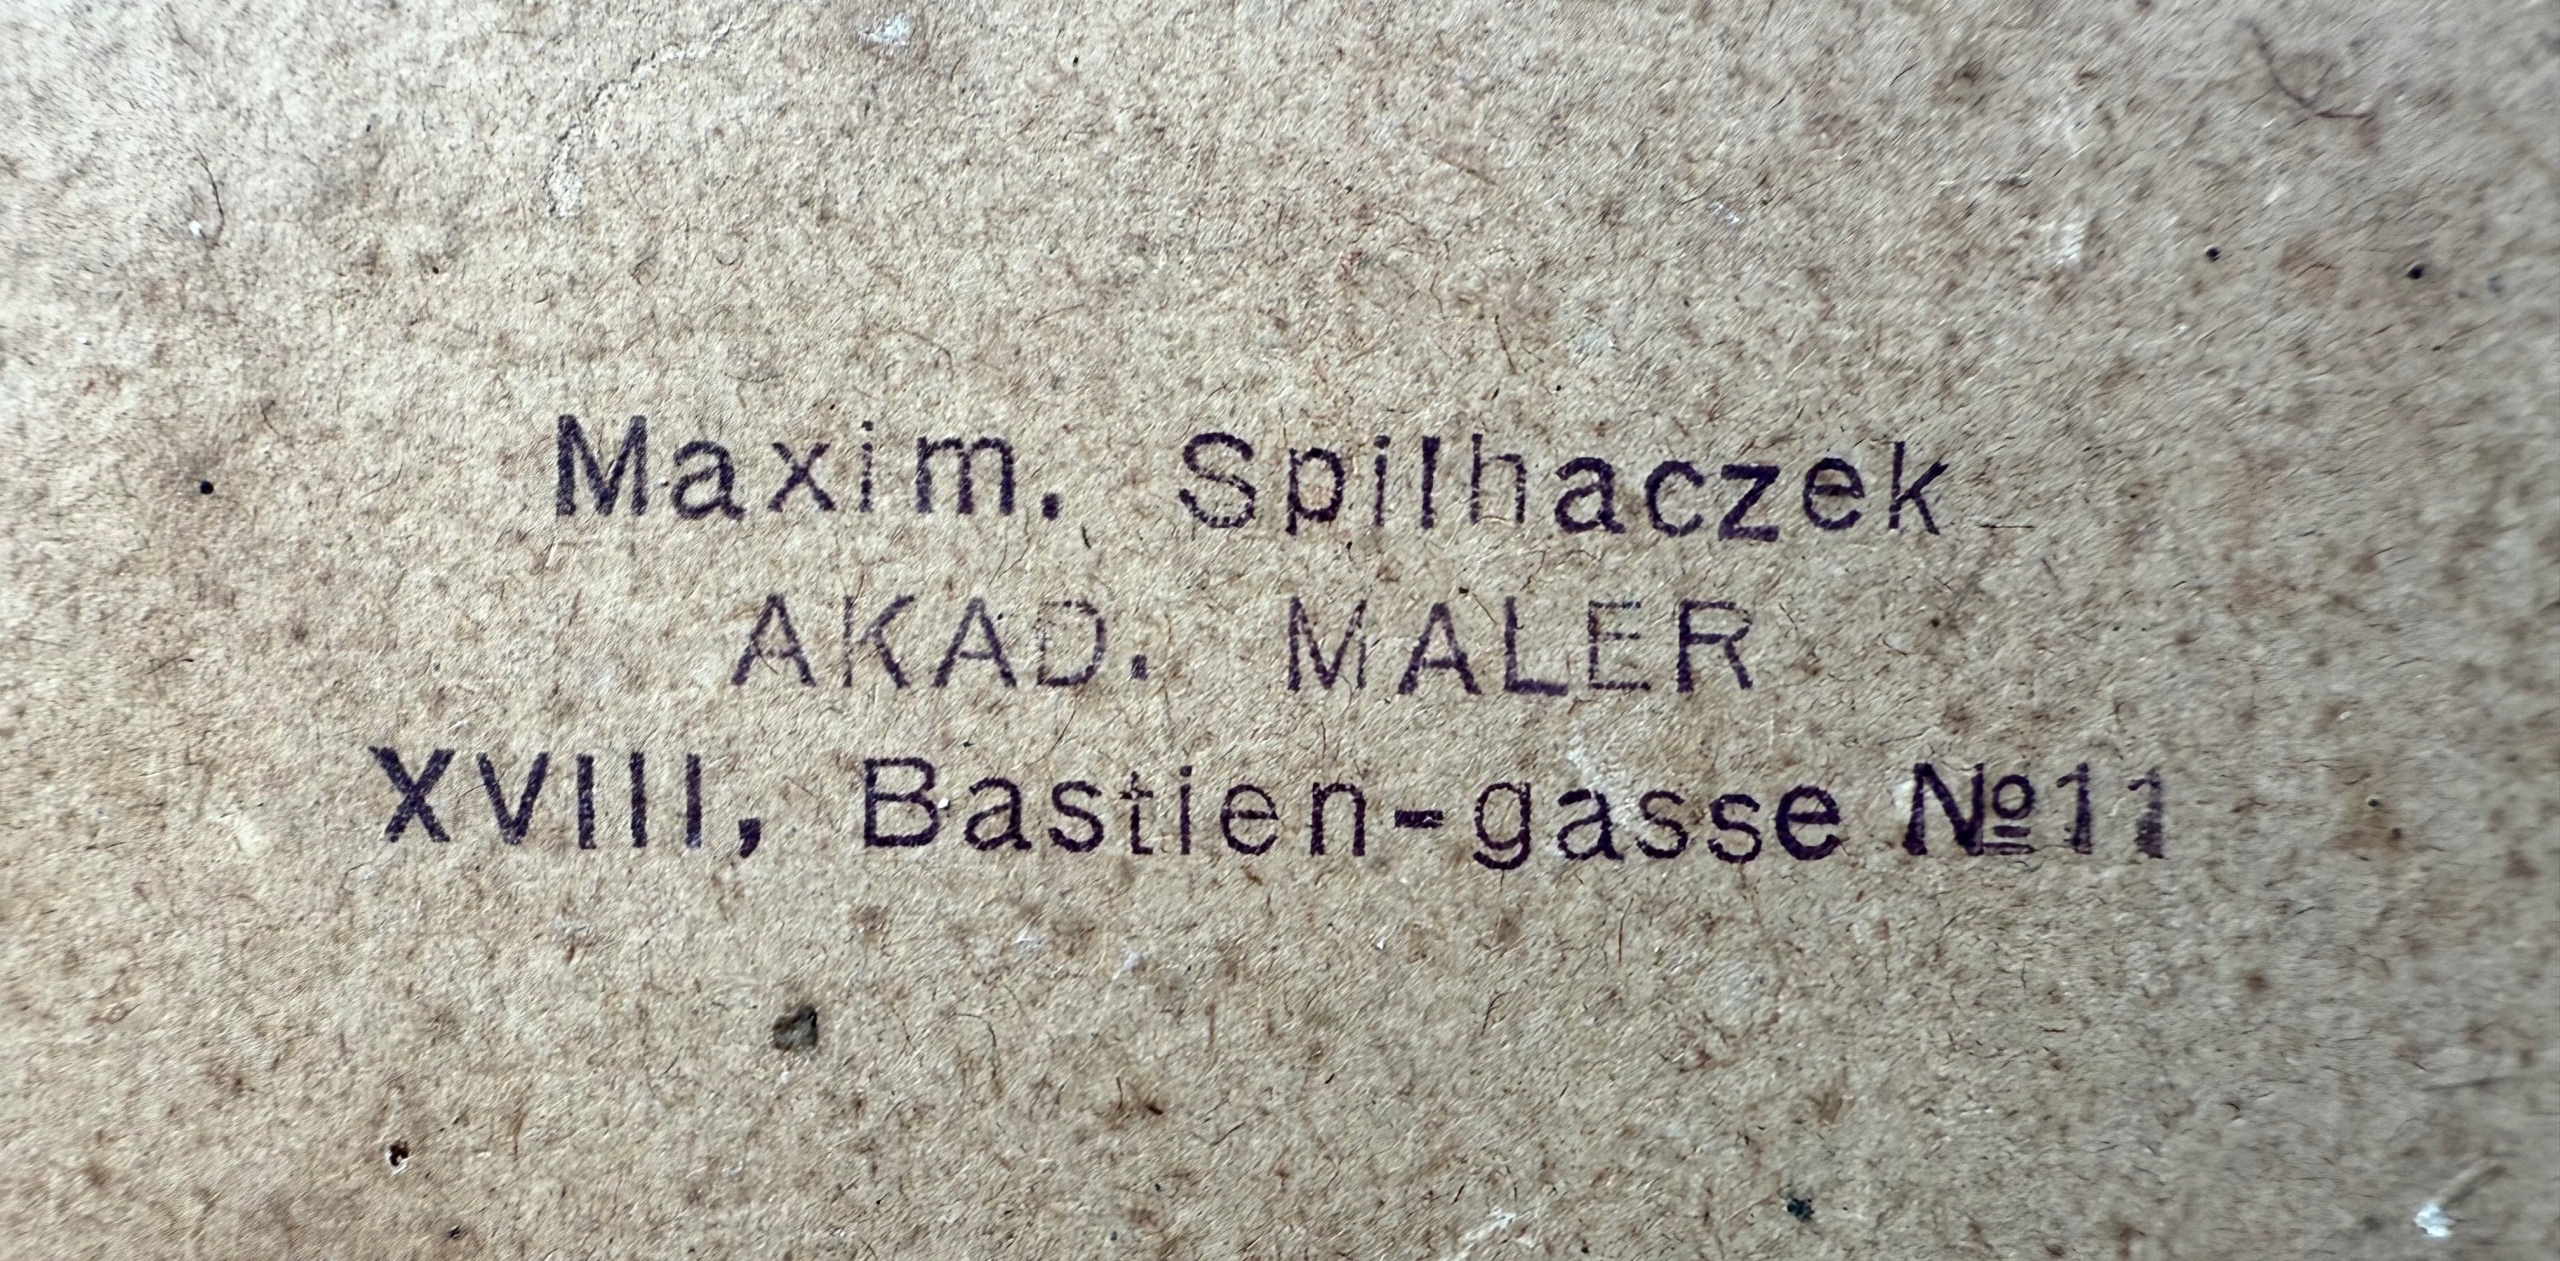 Maxim. Spilhaczek
AKAD. MALER
XVIII, Bastien-gasse №11